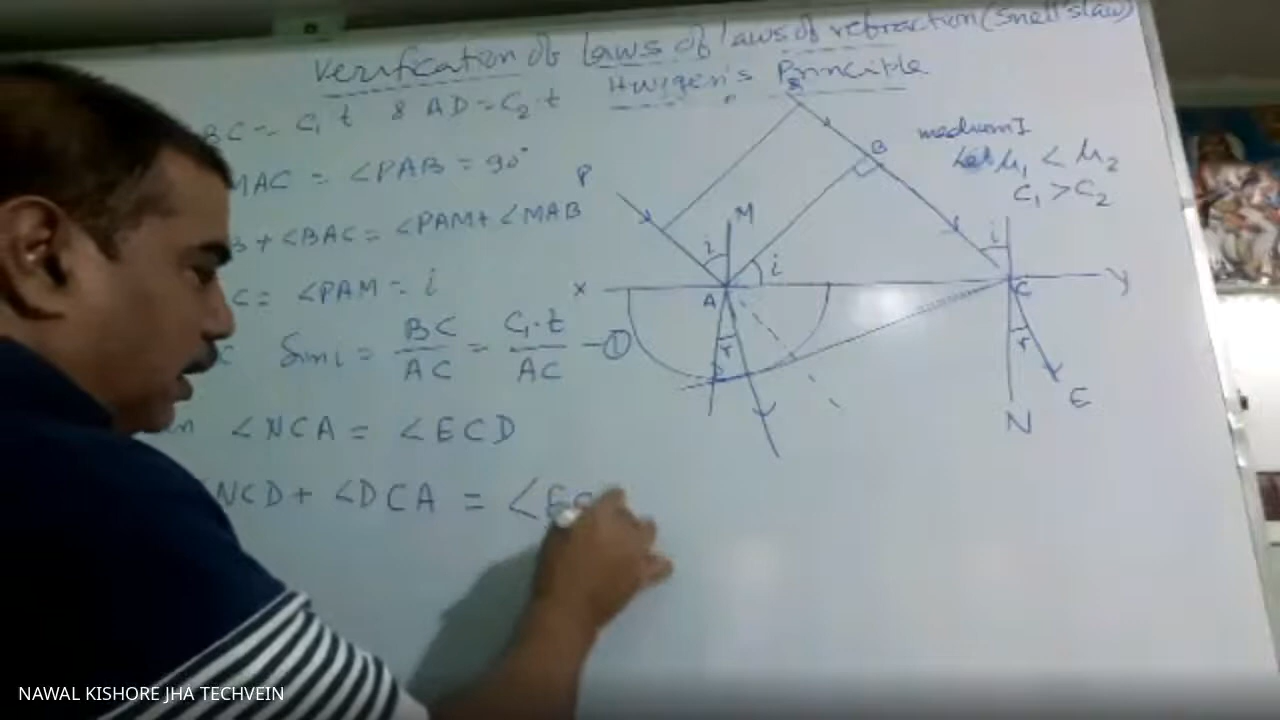 Verification of Laws of laws of refraction (Snell's law)
Huygen's Principle
BC = C₁t & AD = C₂·t
MAC = ∠PAB = 90°
B + ∠BAC = ∠PAM + ∠MAB
C = ∠PAM = i
Sin i = BC/AC = C₁·t/AC — ①
∠NCA = ∠ECD
NCD + ∠DCA = ∠EC
medium I
Let μ₁ < μ₂
C₁ > C₂
P
B
M
i
i
i
X
A
C
Y
r
r
D
E
N
NAWAL KISHORE JHA TECHVEIN